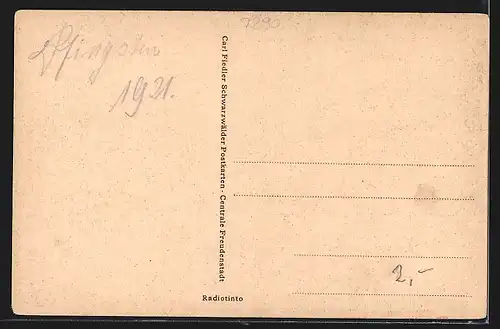 7290
Pfingsten
1921.
Carl Fiedler Schwarzwälder Postkarten · Centrale Freudenstadt
2,-
Radiotinto